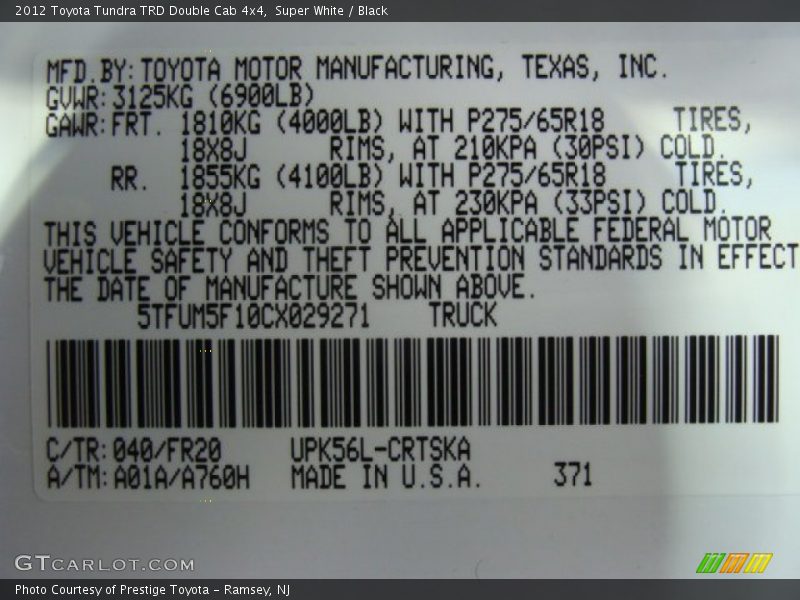 2012 Toyota Tundra TRD Double Cab 4x4, Super White / Black
MFD.BY:TOYOTA MOTOR MANUFACTURING, TEXAS, INC.
GVWR:3125KG (6900LB)
GAWR:FRT. 1810KG (4000LB) WITH P275/65R18 TIRES,
18X8J RIMS, AT 210KPA (30PSI) COLD.
RR. 1855KG (4100LB) WITH P275/65R18 TIRES,
18X8J RIMS, AT 230KPA (33PSI) COLD.
THIS VEHICLE CONFORMS TO ALL APPLICABLE FEDERAL MOTOR
VEHICLE SAFETY AND THEFT PREVENTION STANDARDS IN EFFECT
THE DATE OF MANUFACTURE SHOWN ABOVE.
5TFUM5F10CX029271 TRUCK
C/TR:040/FR20 UPK56L-CRTSKA
A/TM:A01A/A760H MADE IN U.S.A. 371
GTCARLOT.COM
Photo Courtesy of Prestige Toyota - Ramsey, NJ